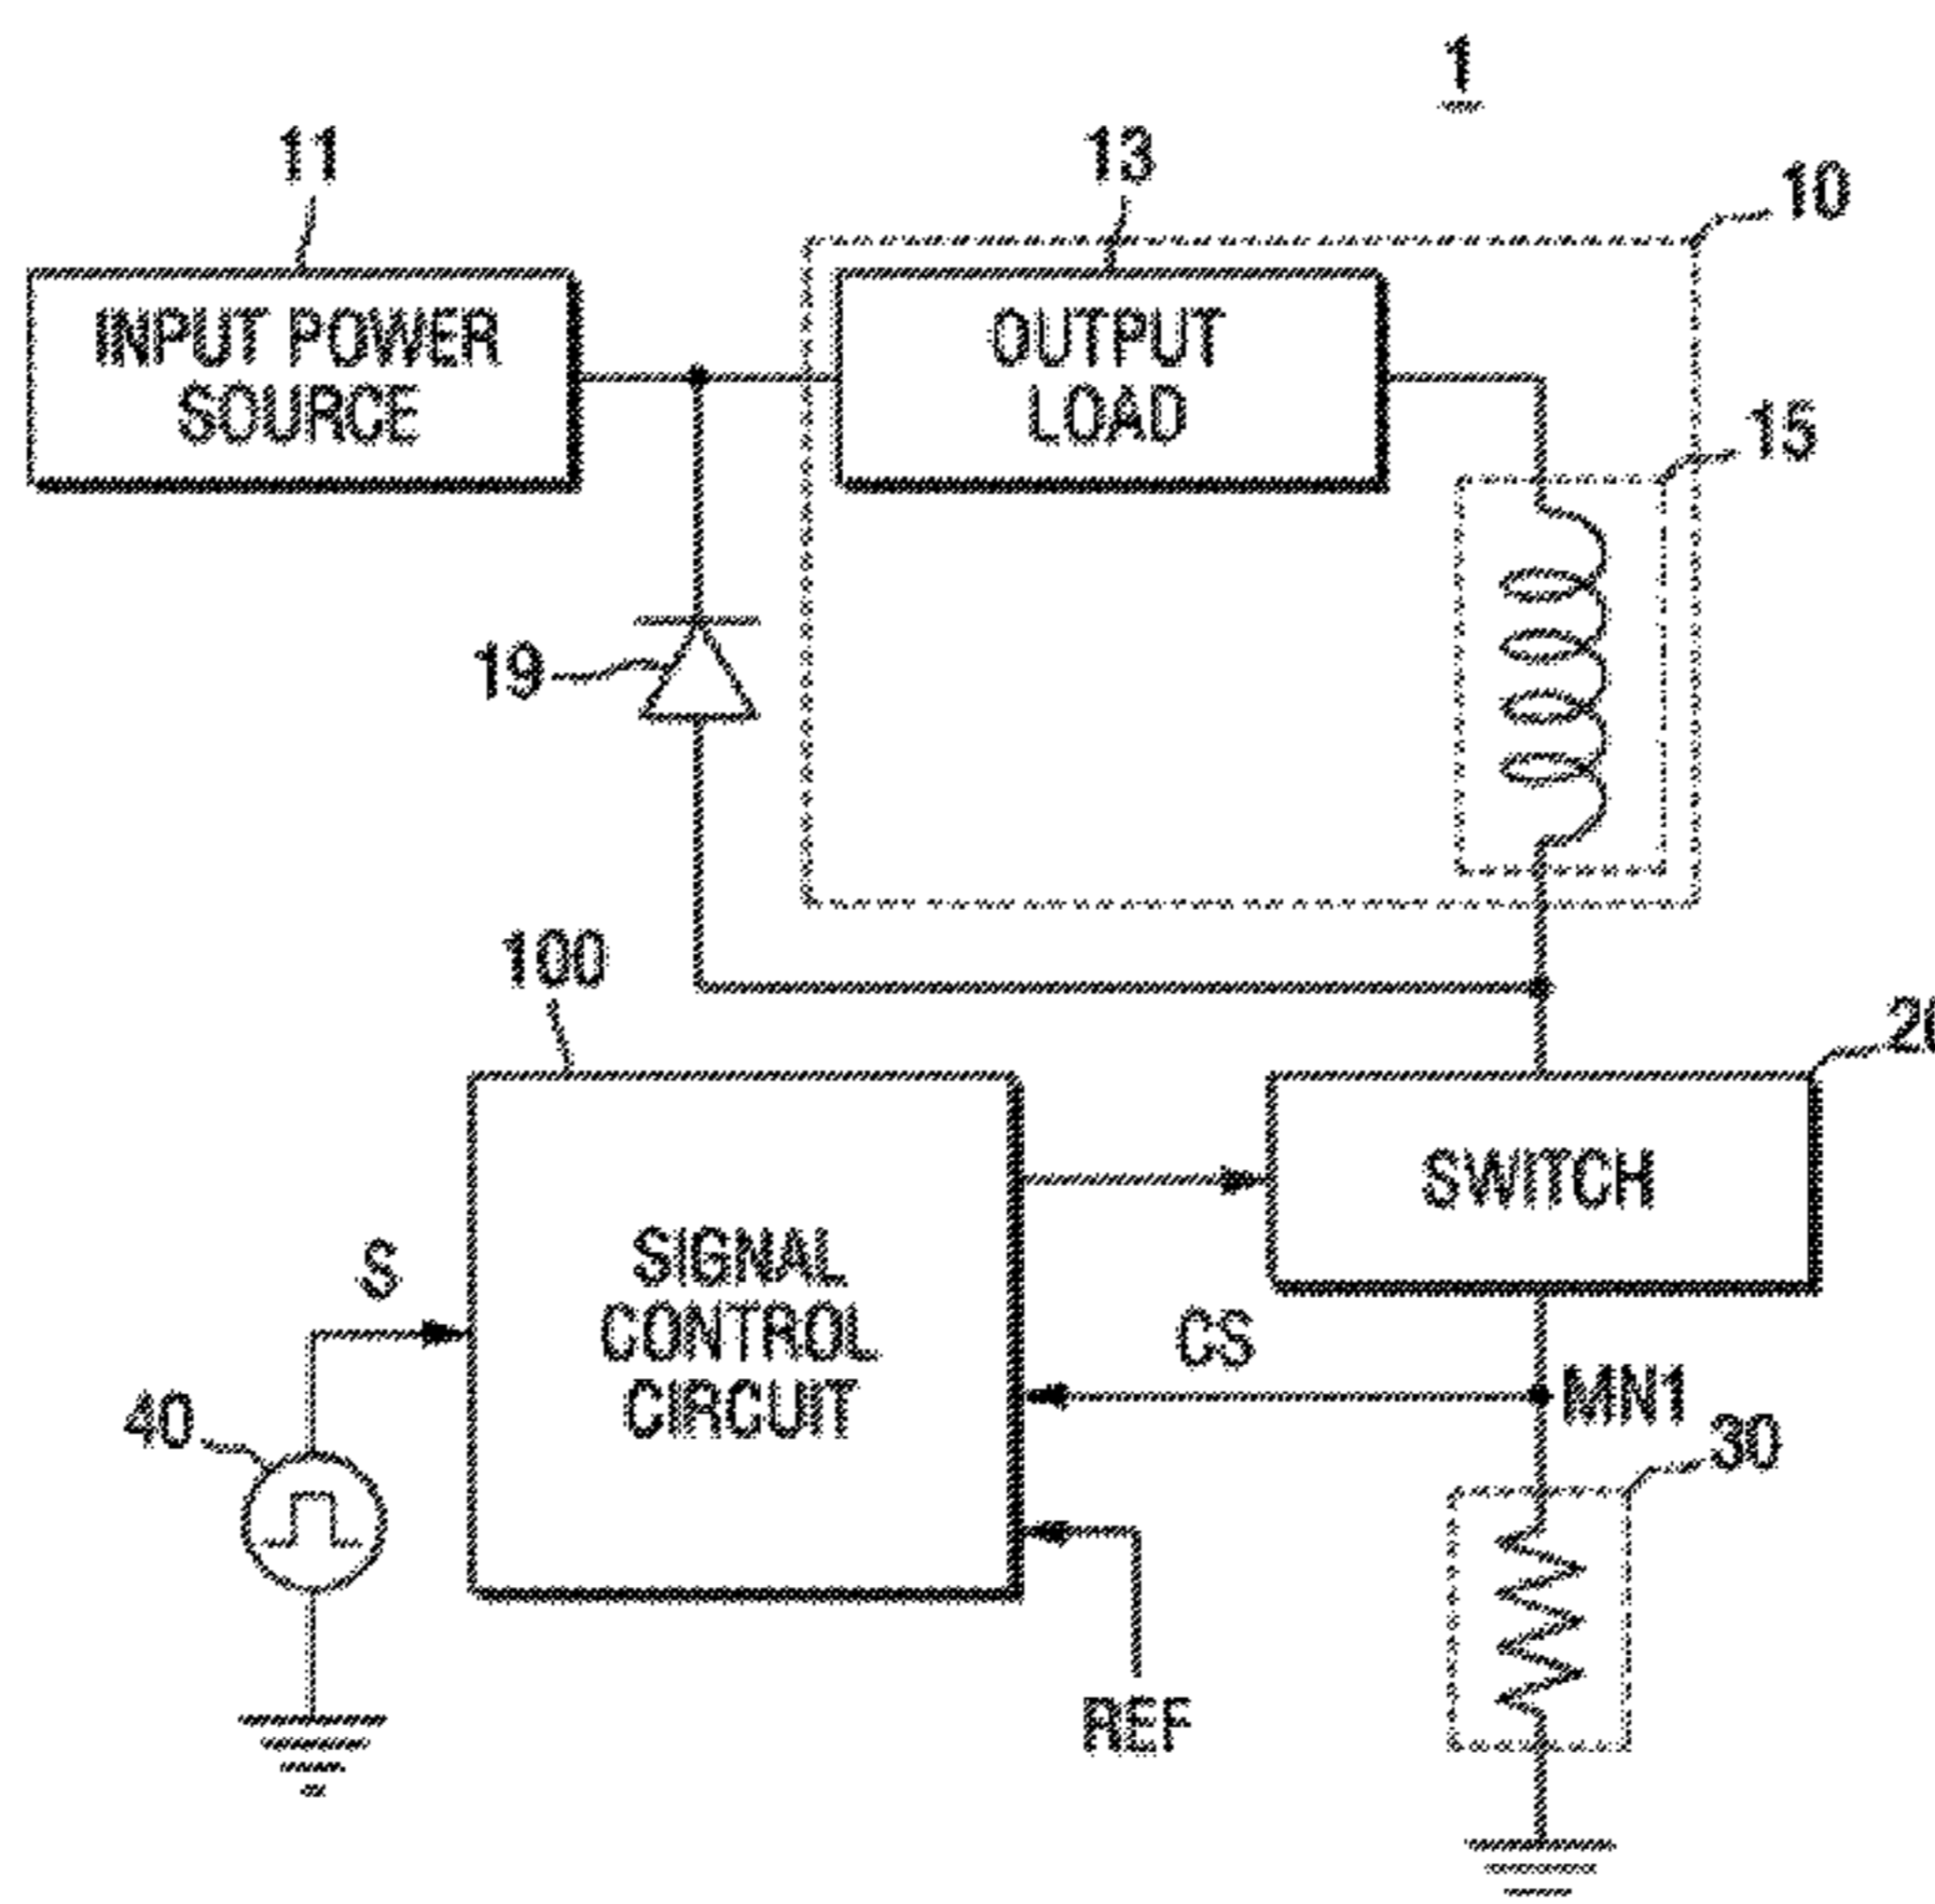 1
11
13
10
INPUT POWER
SOURCE
OUTPUT
LOAD
15
19
100
20
SWITCH
SIGNAL
CONTROL
CIRCUIT
S
CS
MN1
40
30
REF